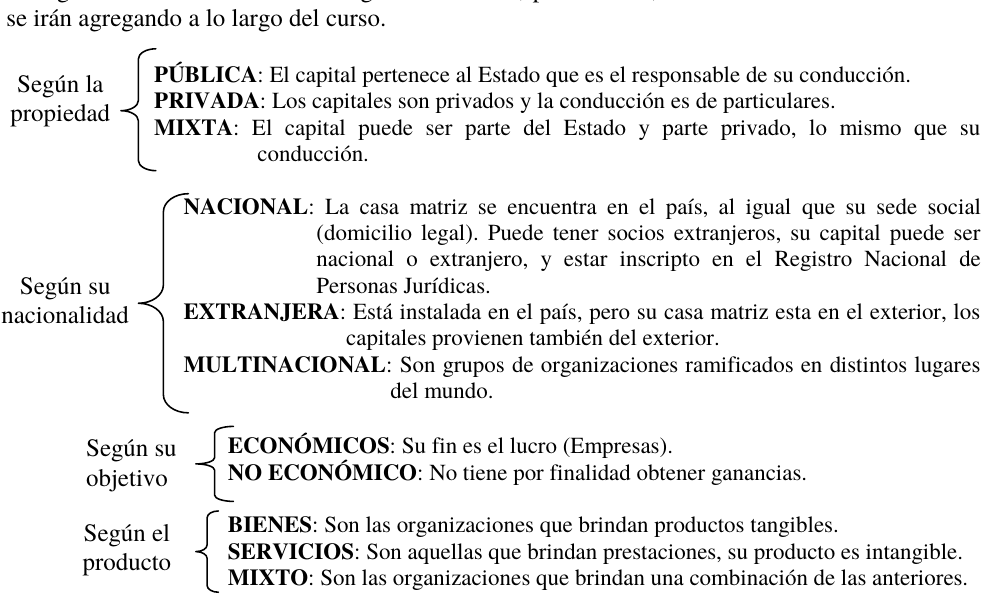 se irán agregando a lo largo del curso.
Según la
propiedad
PÚBLICA: El capital pertenece al Estado que es el responsable de su conducción.
PRIVADA: Los capitales son privados y la conducción es de particulares.
MIXTA: El capital puede ser parte del Estado y parte privado, lo mismo que su
conducción.
Según su
nacionalidad
NACIONAL: La casa matriz se encuentra en el país, al igual que su sede social
(domicilio legal). Puede tener socios extranjeros, su capital puede ser
nacional o extranjero, y estar inscripto en el Registro Nacional de
Personas Jurídicas.
EXTRANJERA: Está instalada en el país, pero su casa matriz esta en el exterior, los
capitales provienen también del exterior.
MULTINACIONAL: Son grupos de organizaciones ramificados en distintos lugares
del mundo.
Según su
objetivo
ECONÓMICOS: Su fin es el lucro (Empresas).
NO ECONÓMICO: No tiene por finalidad obtener ganancias.
Según el
producto
BIENES: Son las organizaciones que brindan productos tangibles.
SERVICIOS: Son aquellas que brindan prestaciones, su producto es intangible.
MIXTO: Son las organizaciones que brindan una combinación de las anteriores.